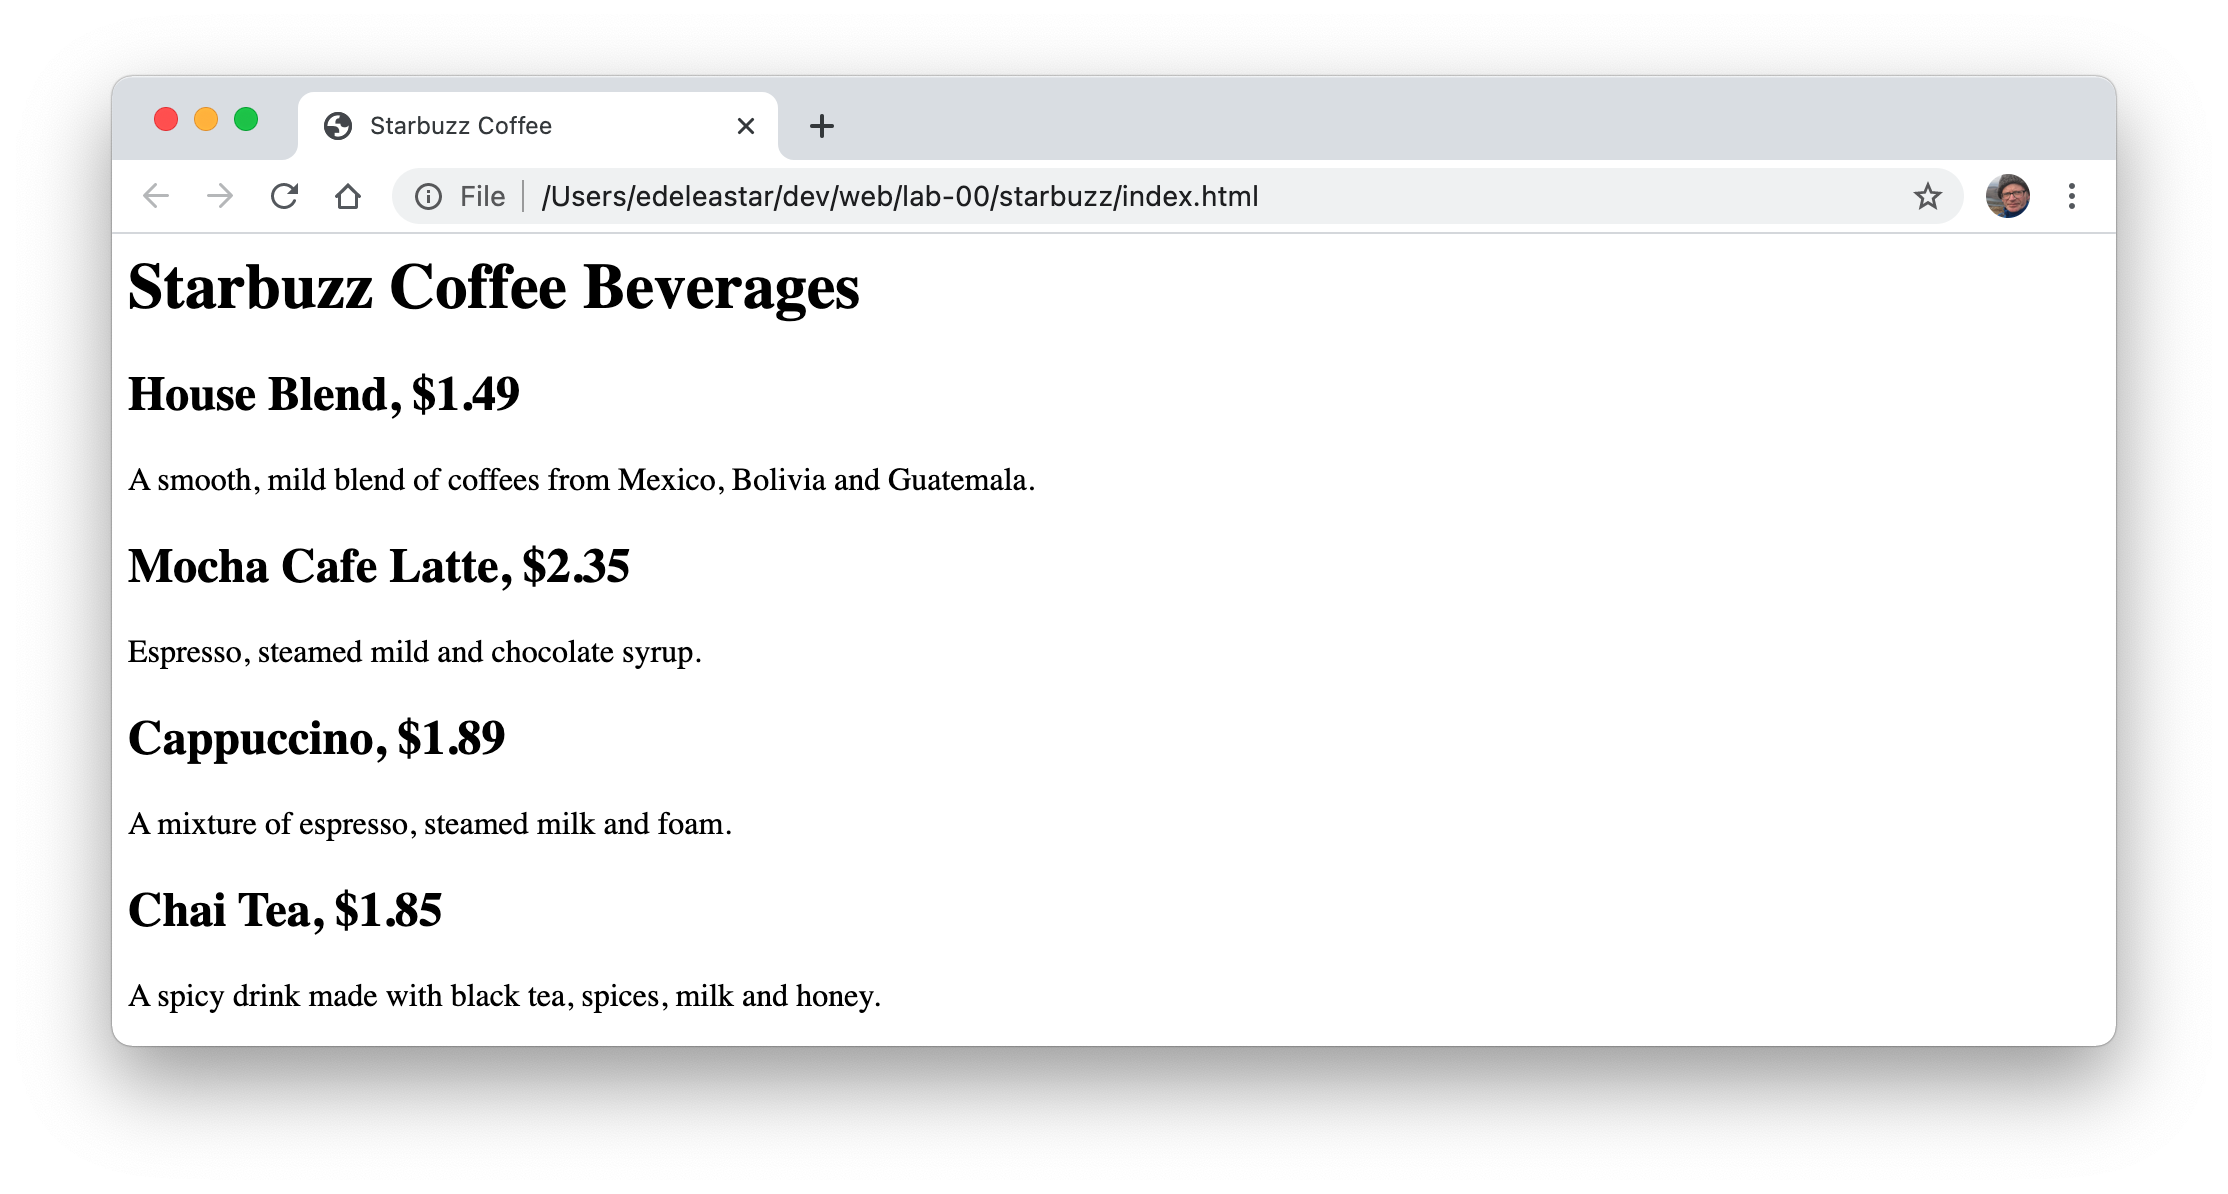 Starbuzz Coffee
File /Users/edeleastar/dev/web/lab-00/starbuzz/index.html
Starbuzz Coffee Beverages
House Blend, $1.49
A smooth, mild blend of coffees from Mexico, Bolivia and Guatemala.
Mocha Cafe Latte, $2.35
Espresso, steamed mild and chocolate syrup.
Cappuccino, $1.89
A mixture of espresso, steamed milk and foam.
Chai Tea, $1.85
A spicy drink made with black tea, spices, milk and honey.